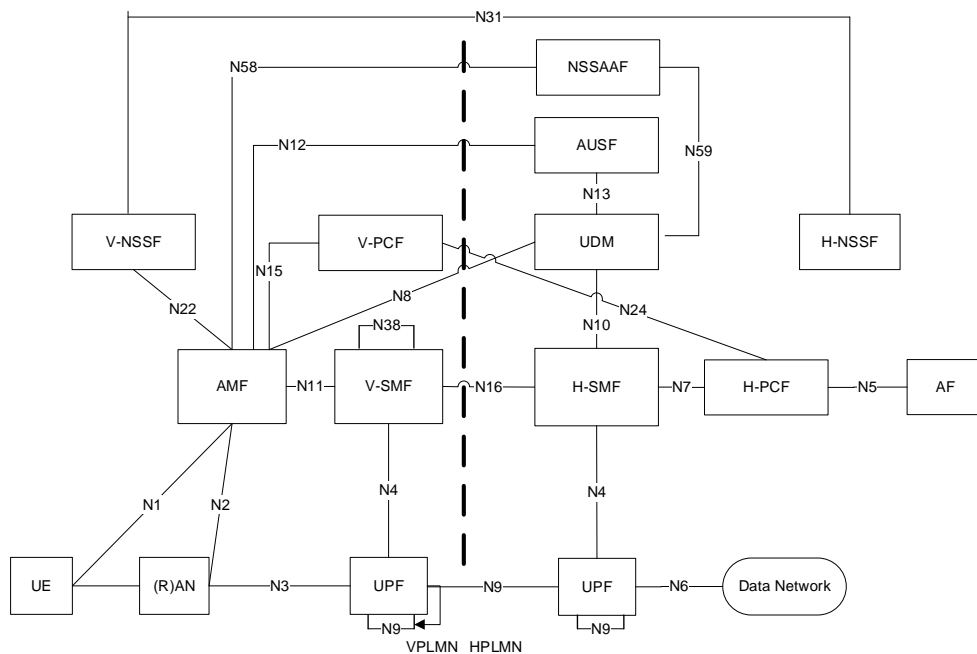 N31
N58
NSSAAF
N12
AUSF
N59
N13
V-NSSF
V-PCF
UDM
H-NSSF
N15
N22
N8
N38
N10
N24
AMF
N11
V-SMF
N16
H-SMF
N7
H-PCF
N5
AF
N1
N2
N4
N4
UE
(R)AN
N3
UPF
N9
UPF
N6
Data Network
N9
N9
VPLMN HPLMN